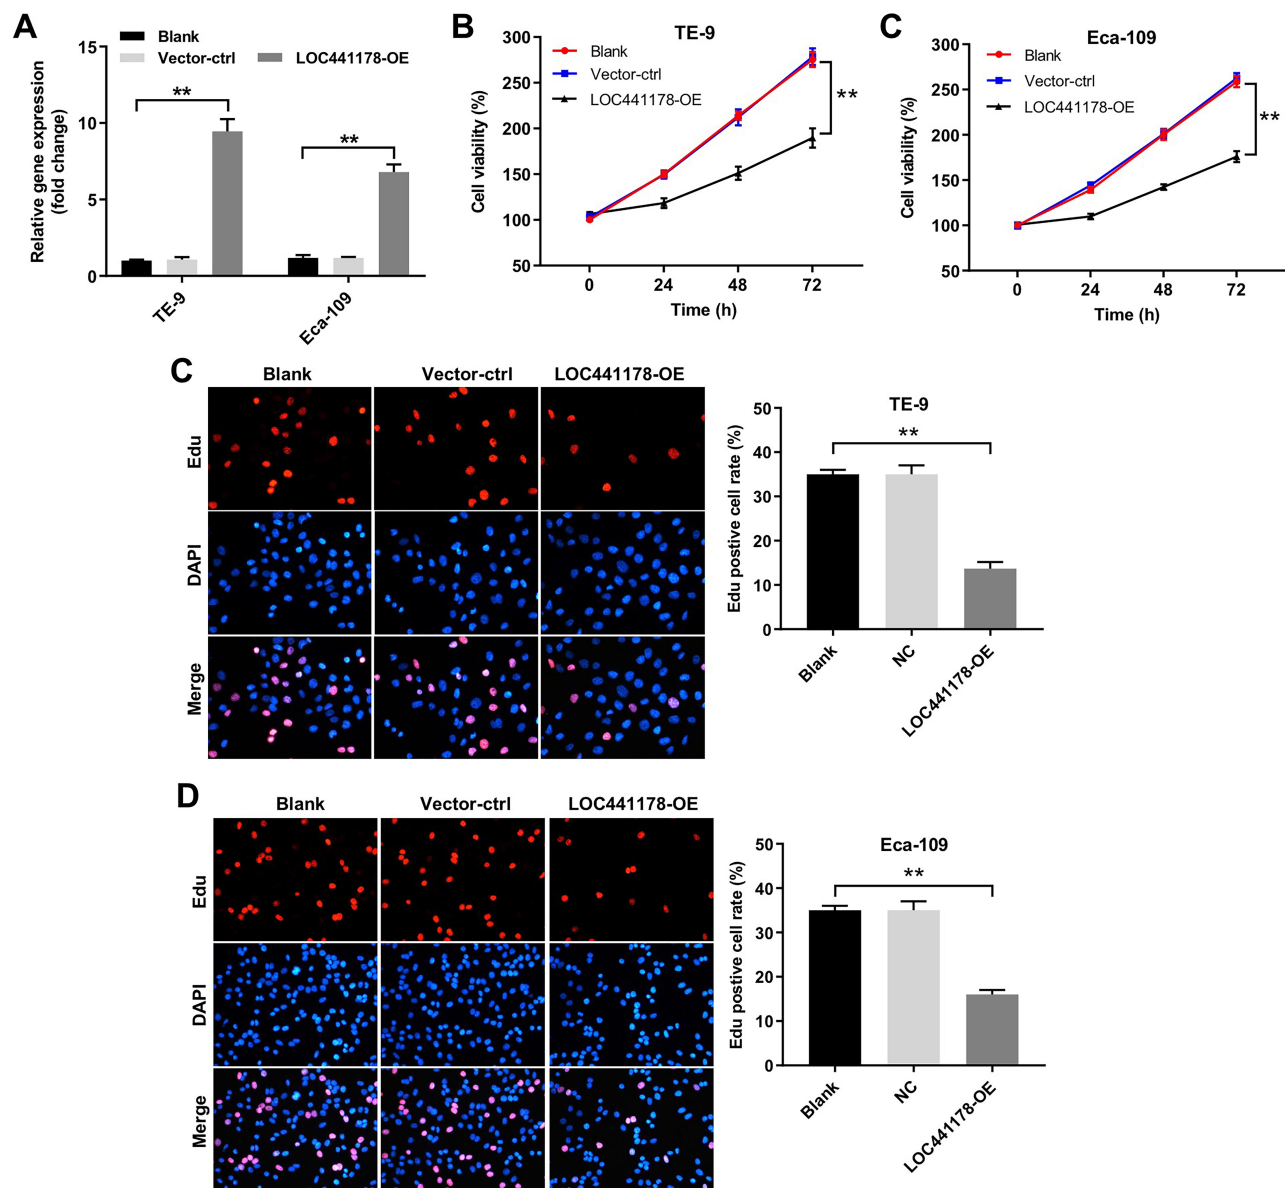 A
Blank
Vector-ctrl
LOC441178-OE
Relative gene expression
(fold change)
15
10
5
0
**
**
TE-9
Eca-109
B
TE-9
Blank
Vector-ctrl
LOC441178-OE
Cell viability (%)
300
250
200
150
100
50
**
0
24
48
72
Time (h)
C
Eca-109
Blank
Vector-ctrl
LOC441178-OE
Cell viability (%)
300
250
200
150
100
50
**
0
24
48
72
Time (h)
C
Blank
Vector-ctrl
LOC441178-OE
Edu
DAPI
Merge
TE-9
Edu postive cell rate (%)
50
40
30
20
10
0
**
Blank
NC
LOC441178-OE
D
Blank
Vector-ctrl
LOC441178-OE
Edu
DAPI
Merge
Eca-109
Edu postive cell rate (%)
50
40
30
20
10
0
**
Blank
NC
LOC441178-OE